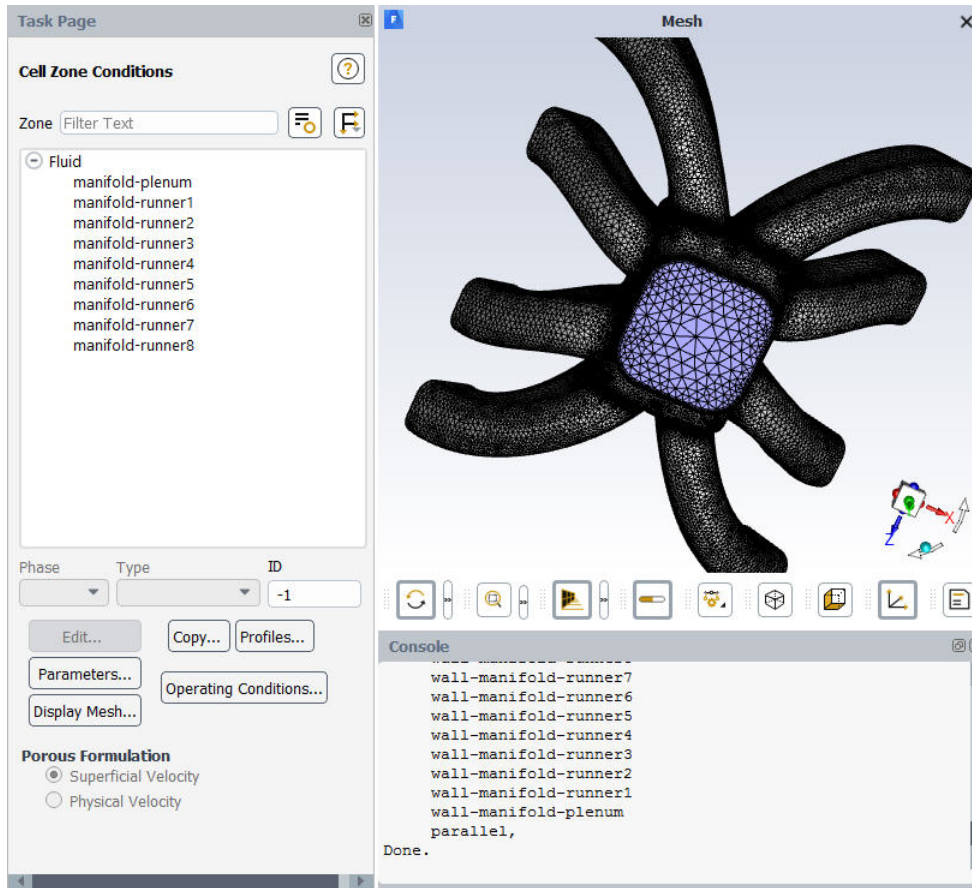 Task Page
Cell Zone Conditions
?
Zone Filter Text
Fluid
manifold-plenum
manifold-runner1
manifold-runner2
manifold-runner3
manifold-runner4
manifold-runner5
manifold-runner6
manifold-runner7
manifold-runner8
Phase Type ID
-1
Edit... Copy... Profiles...
Parameters... Operating Conditions...
Display Mesh...
Porous Formulation
Superficial Velocity
Physical Velocity
F Mesh
X
Z
Console
wall-manifold-runner7
wall-manifold-runner6
wall-manifold-runner5
wall-manifold-runner4
wall-manifold-runner3
wall-manifold-runner2
wall-manifold-runner1
wall-manifold-plenum
parallel,
Done.